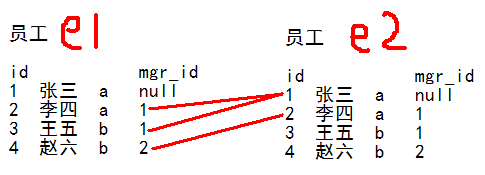 员工 e1
id mgr_id
1 张三 a null
2 李四 a 1
3 王五 b 1
4 赵六 b 2
员工 e2
id mgr_id
1 张三 a null
2 李四 a 1
3 王五 b 1
4 赵六 b 2